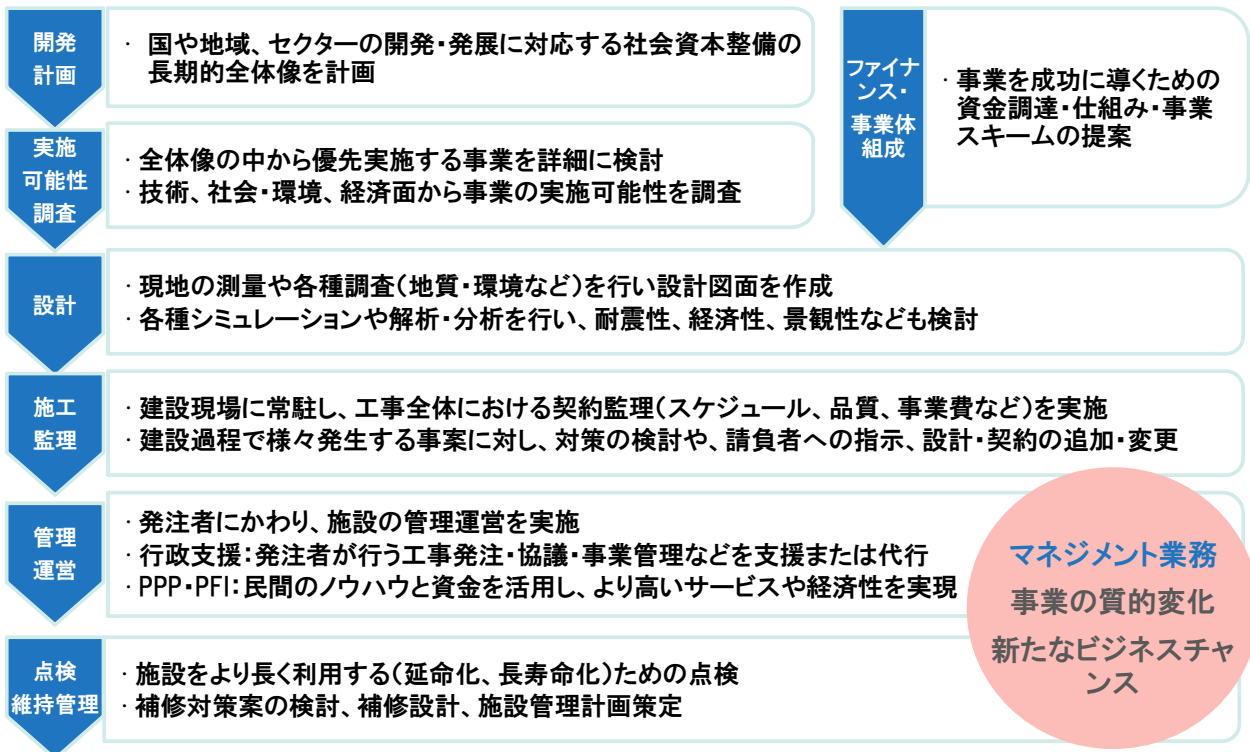 開発
計画
・ 国や地域、セクターの開発・発展に対応する社会資本整備の
長期的全体像を計画
ファイナ
ンス・
事業体
組成
・事業を成功に導くための
資金調達・仕組み・事業
スキームの提案
実施
可能性
調査
・全体像の中から優先実施する事業を詳細に検討
・技術、社会・環境、経済面から事業の実施可能性を調査
設計
・現地の測量や各種調査(地質・環境など)を行い設計図面を作成
・各種シミュレーションや解析・分析を行い、耐震性、経済性、景観性なども検討
施工
監理
・建設現場に常駐し、工事全体における契約監理(スケジュール、品質、事業費など)を実施
・建設過程で様々発生する事案に対し、対策の検討や、請負者への指示、設計・契約の追加・変更
管理
運営
・発注者にかわり、施設の管理運営を実施
・行政支援:発注者が行う工事発注・協議・事業管理などを支援または代行
・PPP・PFI:民間のノウハウと資金を活用し、より高いサービスや経済性を実現
マネジメント業務
事業の質的変化
新たなビジネスチャ
ンス
点検
維持管理
・施設をより長く利用する(延命化、長寿命化)ための点検
・補修対策案の検討、補修設計、施設管理計画策定